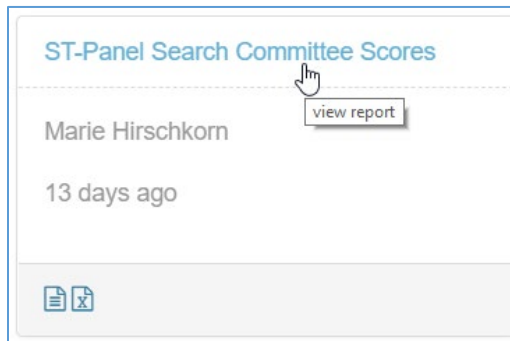 ST-Panel Search Committee Scores
view report
Marie Hirschkorn
13 days ago